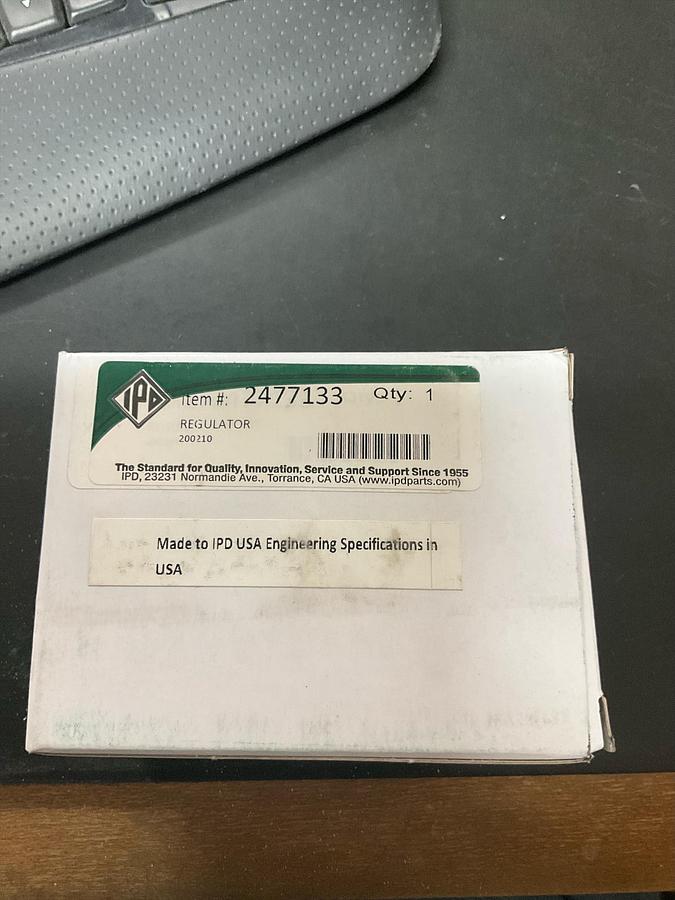 IPD
Item #: 2477133 Qty: 1
REGULATOR
200210
The Standard for Quality, Innovation, Service and Support Since 1955
IPD, 23231 Normandie Ave., Torrance, CA USA (www.ipdparts.com)
Made to IPD USA Engineering Specifications in
USA